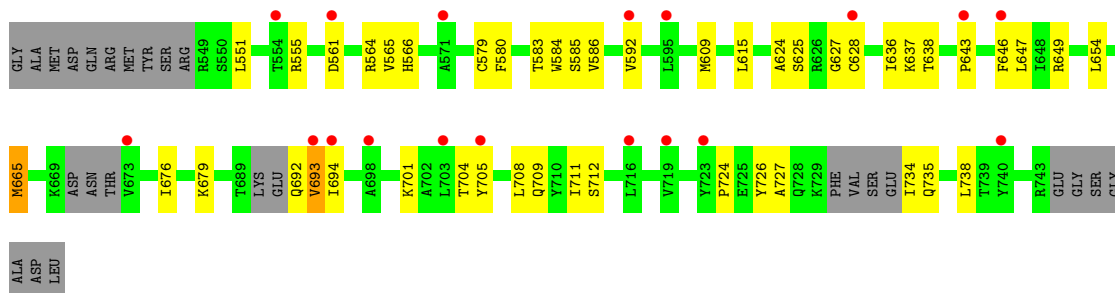 GLY ALA MET ASP GLN ARG MET TYR SER ARG R549 S550 L551 T554 R555 D561 R564 V565 H566 A571 C579 F580 T583 W584 S585 V586 V592 L595 M609 L615 A624 S625 R626 G627 C628 I636 K637 T638 P643 F646 L647 I648 R649 L654
M665 K669 ASP ASN THR V673 I676 K679 T689 LYS GLU Q692 V693 I694 A698 K701 A702 L703 T704 Y705 L708 Q709 Y710 I711 S712 L716 V719 Y723 P724 E725 Y726 A727 Q728 K729 PHE VAL SER GLU I734 Q735 L738 T739 Y740 R743 GLU GLY SER GLY
ALA ASP LEU